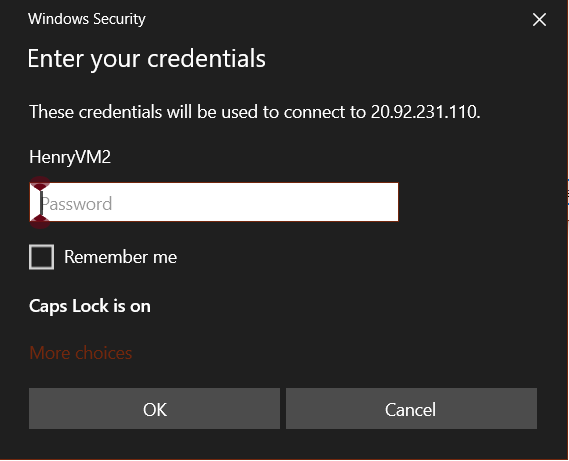 Windows Security
Enter your credentials
These credentials will be used to connect to 20.92.231.110.
HenryVM2
Password
Remember me
Caps Lock is on
More choices
OK
Cancel